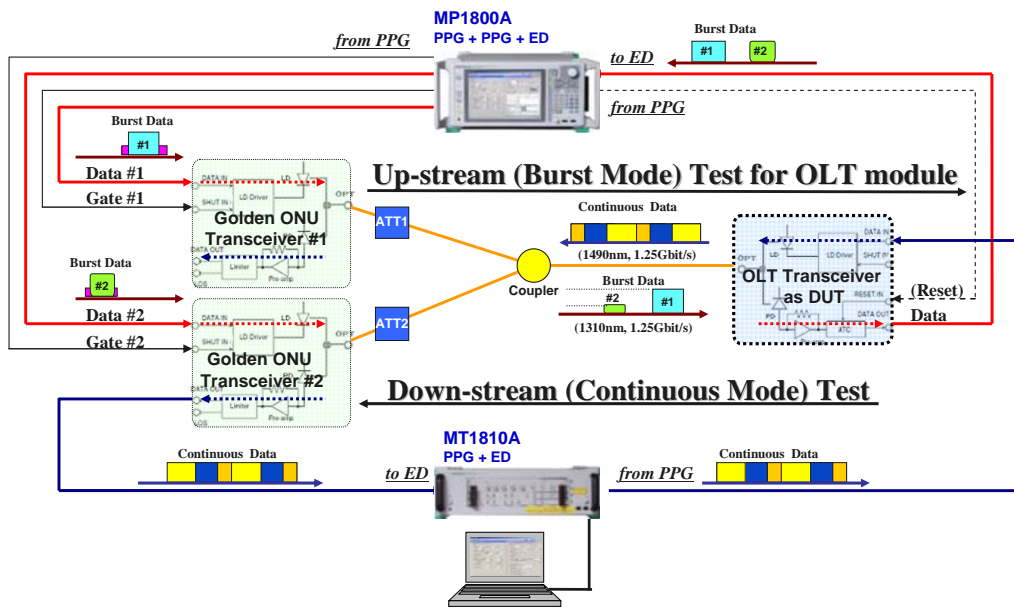 MP1800A
PPG + PPG + ED
from PPG
to ED
Burst Data
#1
#2
from PPG
Burst Data
#1
Data #1
Gate #1
DATA IN
LD
OPT
LD Driver
SHUT IN
Golden ONU
Transceiver #1
DATA OUT
PD
Limiter
Pre-amp
LOS
ATT1
Up-stream (Burst Mode) Test for OLT module
Continuous Data
(1490nm, 1.25Gbit/s)
Coupler
Burst Data
#2
#1
(1310nm, 1.25Gbit/s)
OPT
LD
LD Driver
DATA IN
SHUT IN
OLT Transceiver
as DUT
RESET IN
PD
ATC
DATA OUT
(Reset)
Data
Burst Data
#2
Data #2
Gate #2
DATA IN
LD
OPT
LD Driver
SHUT IN
Golden ONU
Transceiver #2
DATA OUT
PD
Limiter
Pre-amp
LOS
ATT2
Down-stream (Continuous Mode) Test
MT1810A
PPG + ED
Continuous Data
to ED
from PPG
Continuous Data